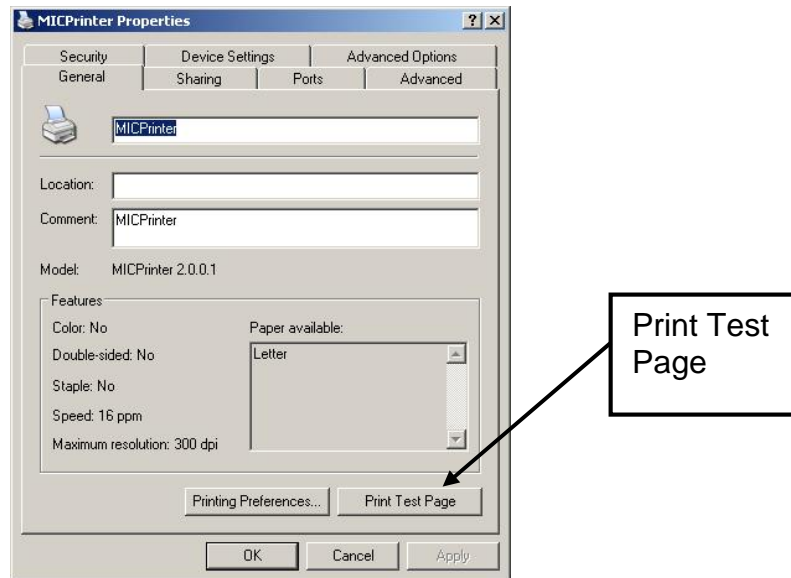 MICPrinter Properties
Security Device Settings Advanced Options
General Sharing Ports Advanced
MICPrinter
Location:
Comment: MICPrinter
Model: MICPrinter 2.0.0.1
Features
Color: No Paper available:
Double-sided: No Letter
Staple: No
Speed: 16 ppm
Maximum resolution: 300 dpi
Printing Preferences... Print Test Page
OK Cancel Apply
Print Test
Page